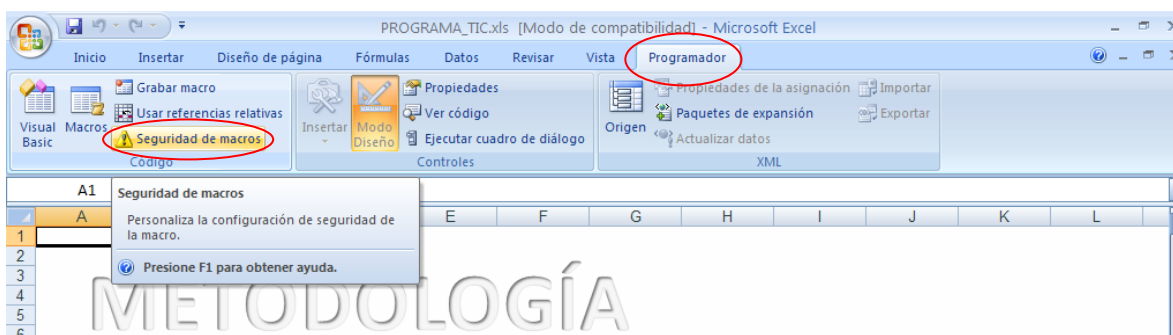 PROGRAMA_TIC.xls [Modo de compatibilidad] - Microsoft Excel
Inicio Insertar Diseño de página Fórmulas Datos Revisar Vista Programador
Visual Basic
Macros
Grabar macro
Usar referencias relativas
Seguridad de macros
Código
Insertar
Modo Diseño
Propiedades
Ver código
Ejecutar cuadro de diálogo
Controles
Origen
Propiedades de la asignación
Paquetes de expansión
Actualizar datos
Importar
Exportar
XML
A1
Seguridad de macros
Personaliza la configuración de seguridad de
la macro.
Presione F1 para obtener ayuda.
A E F G H I J K L
1
2
3
4
5
6
METODOLOGÍA